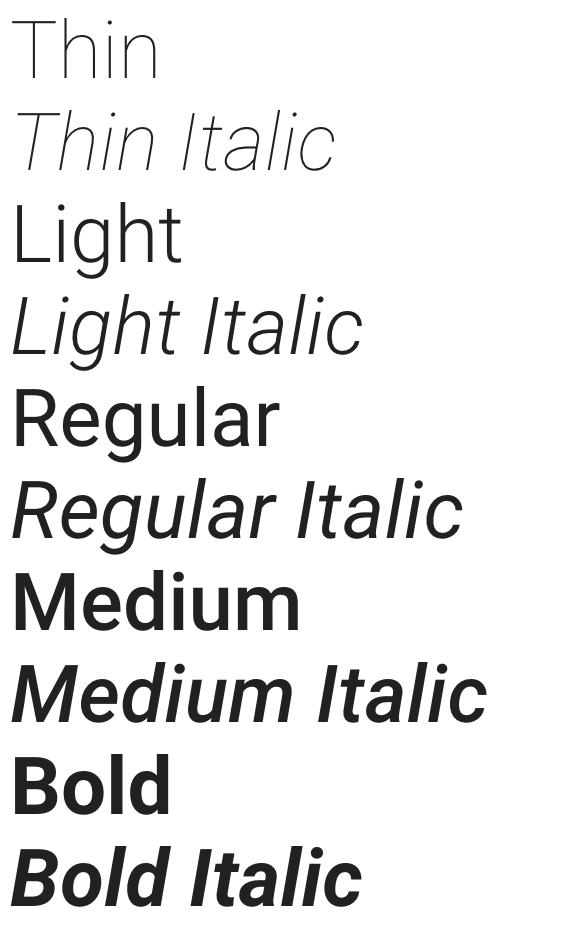 Thin
Thin Italic
Light
Light Italic
Regular
Regular Italic
Medium
Medium Italic
Bold
Bold Italic